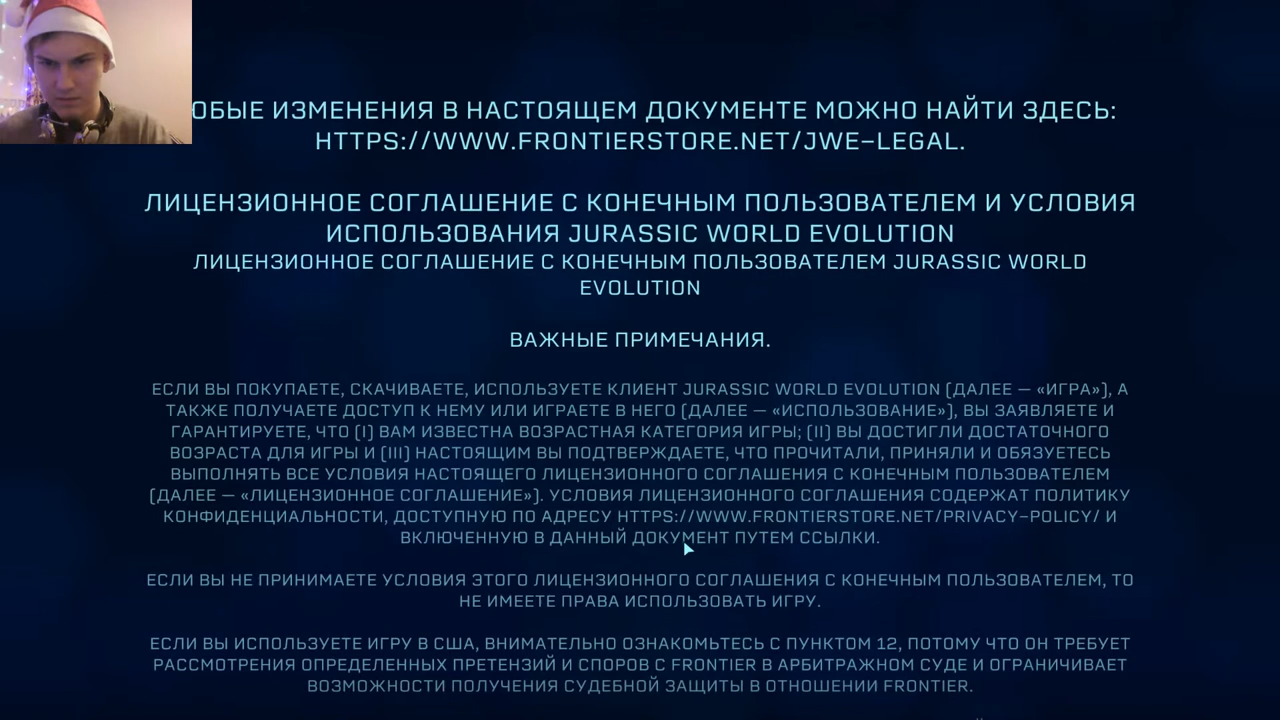 ОБЫЕ ИЗМЕНЕНИЯ В НАСТОЯЩЕМ ДОКУМЕНТЕ МОЖНО НАЙТИ ЗДЕСЬ:
HTTPS://WWW.FRONTIERSTORE.NET/JWE-LEGAL.
ЛИЦЕНЗИОННОЕ СОГЛАШЕНИЕ С КОНЕЧНЫМ ПОЛЬЗОВАТЕЛЕМ И УСЛОВИЯ
ИСПОЛЬЗОВАНИЯ JURASSIC WORLD EVOLUTION
ЛИЦЕНЗИОННОЕ СОГЛАШЕНИЕ С КОНЕЧНЫМ ПОЛЬЗОВАТЕЛЕМ JURASSIC WORLD
EVOLUTION
ВАЖНЫЕ ПРИМЕЧАНИЯ.
ЕСЛИ ВЫ ПОКУПАЕТЕ, СКАЧИВАЕТЕ, ИСПОЛЬЗУЕТЕ КЛИЕНТ JURASSIC WORLD EVOLUTION (ДАЛЕЕ — «ИГРА»), А
ТАКЖЕ ПОЛУЧАЕТЕ ДОСТУП К НЕМУ ИЛИ ИГРАЕТЕ В НЕГО (ДАЛЕЕ — «ИСПОЛЬЗОВАНИЕ»), ВЫ ЗАЯВЛЯЕТЕ И
ГАРАНТИРУЕТЕ, ЧТО (I) ВАМ ИЗВЕСТНА ВОЗРАСТНАЯ КАТЕГОРИЯ ИГРЫ; (II) ВЫ ДОСТИГЛИ ДОСТАТОЧНОГО
ВОЗРАСТА ДЛЯ ИГРЫ И (III) НАСТОЯЩИМ ВЫ ПОДТВЕРЖДАЕТЕ, ЧТО ПРОЧИТАЛИ, ПРИНЯЛИ И ОБЯЗУЕТЕСЬ
ВЫПОЛНЯТЬ ВСЕ УСЛОВИЯ НАСТОЯЩЕГО ЛИЦЕНЗИОННОГО СОГЛАШЕНИЯ С КОНЕЧНЫМ ПОЛЬЗОВАТЕЛЕМ
(ДАЛЕЕ — «ЛИЦЕНЗИОННОЕ СОГЛАШЕНИЕ»). УСЛОВИЯ ЛИЦЕНЗИОННОГО СОГЛАШЕНИЯ СОДЕРЖАТ ПОЛИТИКУ
КОНФИДЕНЦИАЛЬНОСТИ, ДОСТУПНУЮ ПО АДРЕСУ HTTPS://WWW.FRONTIERSTORE.NET/PRIVACY-POLICY/ И
ВКЛЮЧЕННУЮ В ДАННЫЙ ДОКУМЕНТ ПУТЕМ ССЫЛКИ.
ЕСЛИ ВЫ НЕ ПРИНИМАЕТЕ УСЛОВИЯ ЭТОГО ЛИЦЕНЗИОННОГО СОГЛАШЕНИЯ С КОНЕЧНЫМ ПОЛЬЗОВАТЕЛЕМ, ТО
НЕ ИМЕЕТЕ ПРАВА ИСПОЛЬЗОВАТЬ ИГРУ.
ЕСЛИ ВЫ ИСПОЛЬЗУЕТЕ ИГРУ В США, ВНИМАТЕЛЬНО ОЗНАКОМЬТЕСЬ С ПУНКТОМ 12, ПОТОМУ ЧТО ОН ТРЕБУЕТ
РАССМОТРЕНИЯ ОПРЕДЕЛЕННЫХ ПРЕТЕНЗИЙ И СПОРОВ С FRONTIER В АРБИТРАЖНОМ СУДЕ И ОГРАНИЧИВАЕТ
ВОЗМОЖНОСТИ ПОЛУЧЕНИЯ СУДЕБНОЙ ЗАЩИТЫ В ОТНОШЕНИИ FRONTIER.